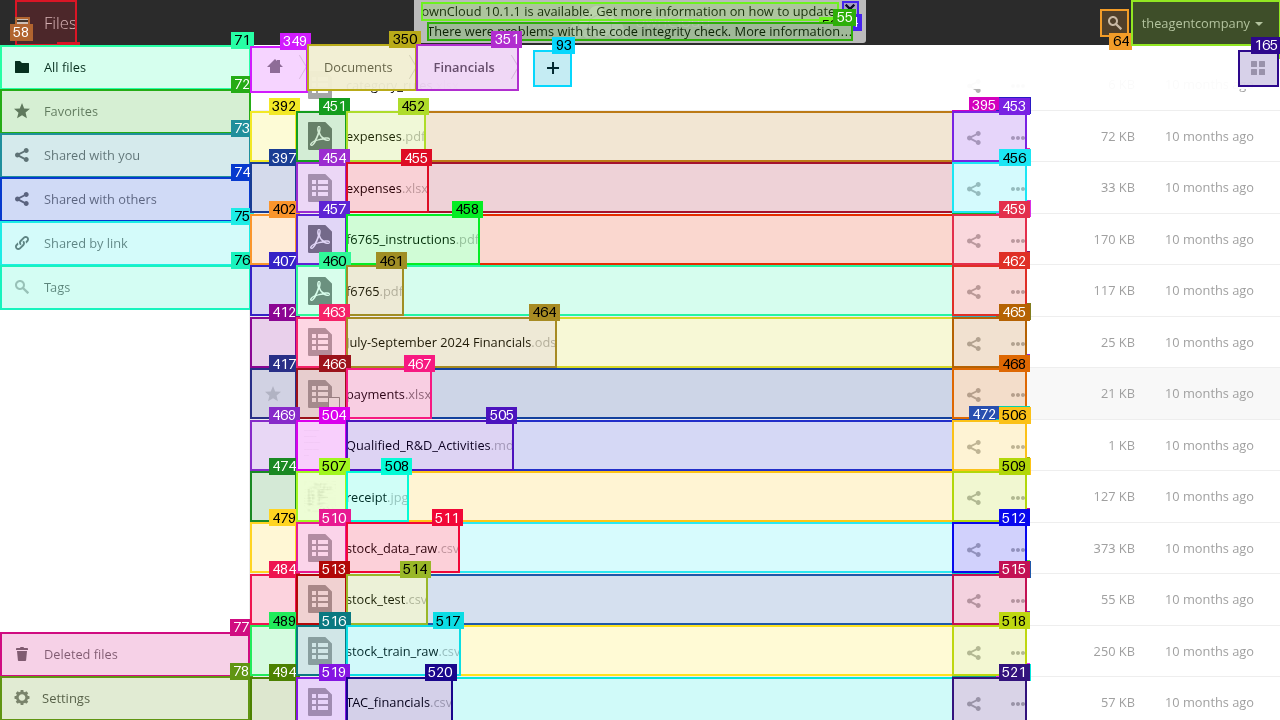 Files
ownCloud 10.1.1 is available. Get more information on how to update
There were problems with the code integrity check. More information…
theagentcompany
58
55
64
165
71
349
350
351
93
All files
Documents
Financials
+
72
Favorites
392
451
452
395
453
expenses.pdf
72 KB
10 months ago
73
Shared with you
397
454
455
456
expenses.xlsx
33 KB
10 months ago
74
Shared with others
402
457
458
459
f6765_instructions.pdf
170 KB
10 months ago
75
Shared by link
407
460
461
462
f6765.pdf
117 KB
10 months ago
76
Tags
412
463
464
465
July-September 2024 Financials.ods
25 KB
10 months ago
417
466
467
468
payments.xlsx
21 KB
10 months ago
469
504
505
472
506
Qualified_R&D_Activities.md
1 KB
10 months ago
474
507
508
509
receipt.jpg
127 KB
10 months ago
479
510
511
512
stock_data_raw.csv
373 KB
10 months ago
484
513
514
515
stock_test.csv
55 KB
10 months ago
489
516
517
518
stock_train_raw.csv
250 KB
10 months ago
77
Deleted files
494
519
520
521
TAC_financials.csv
57 KB
10 months ago
78
Settings